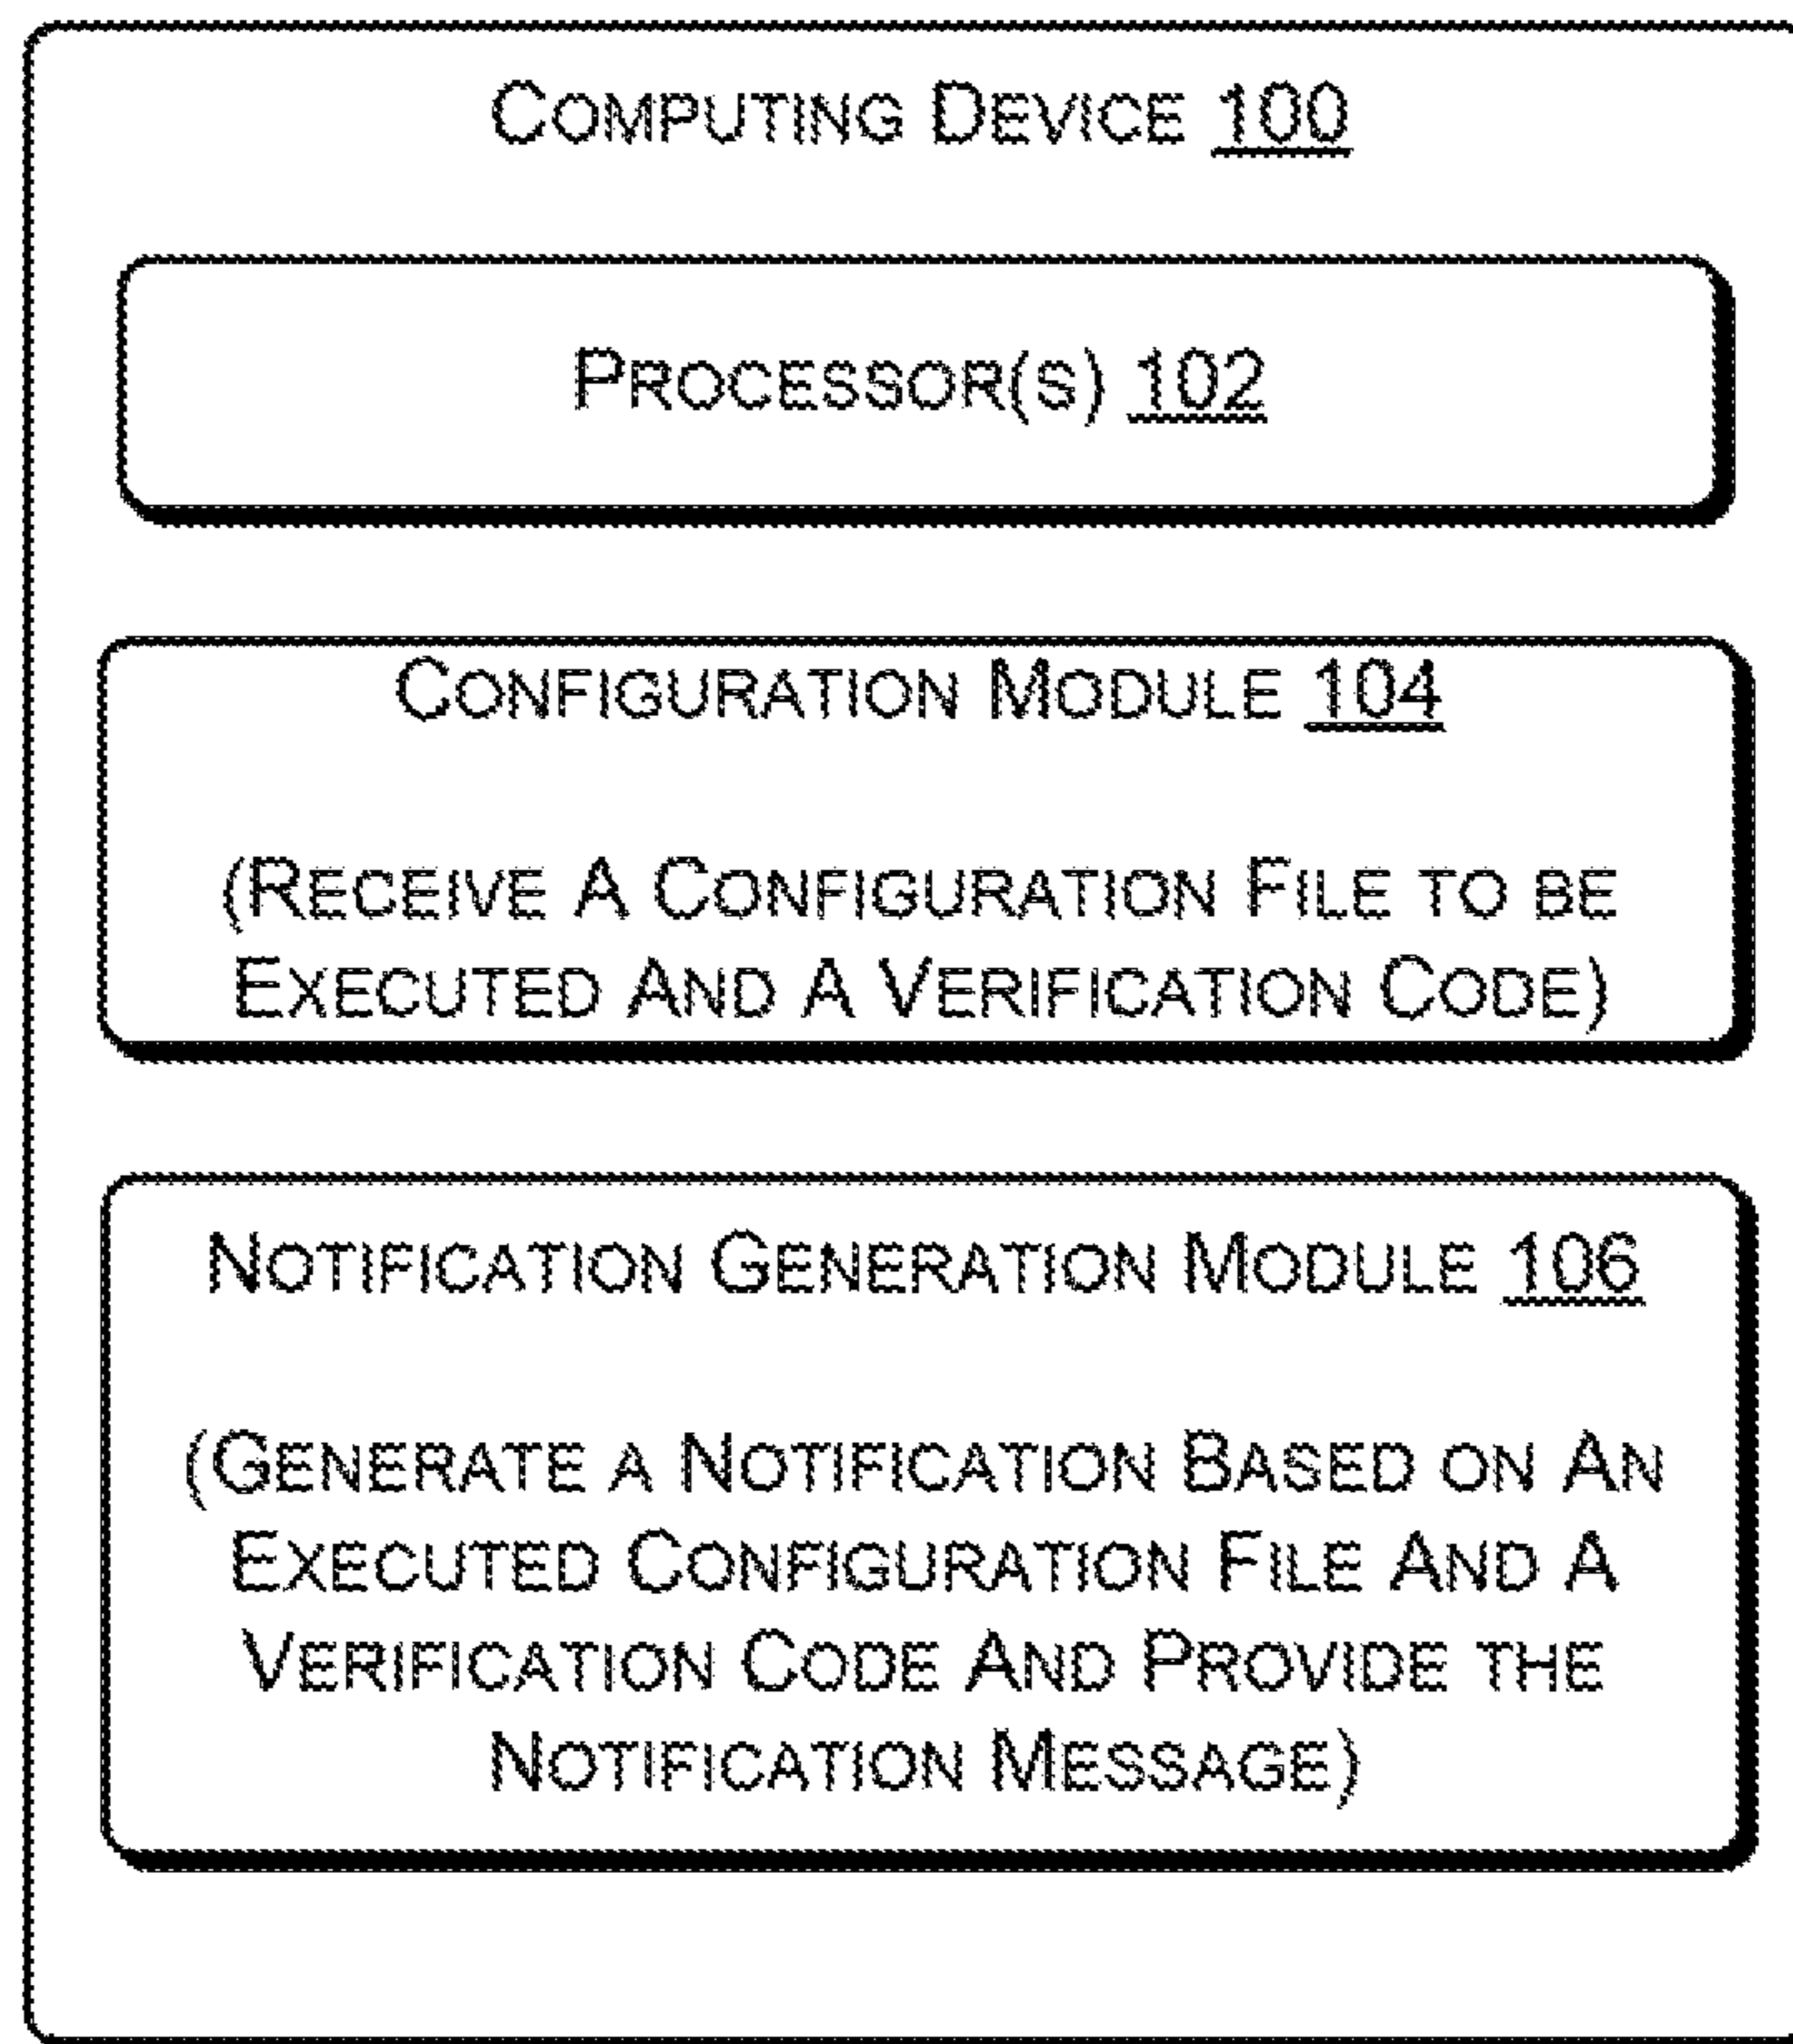 COMPUTING DEVICE 100
PROCESSOR(S) 102
CONFIGURATION MODULE 104
(RECEIVE A CONFIGURATION FILE TO BE
EXECUTED AND A VERIFICATION CODE)
NOTIFICATION GENERATION MODULE 106
(GENERATE A NOTIFICATION BASED ON AN
EXECUTED CONFIGURATION FILE AND A
VERIFICATION CODE AND PROVIDE THE
NOTIFICATION MESSAGE)